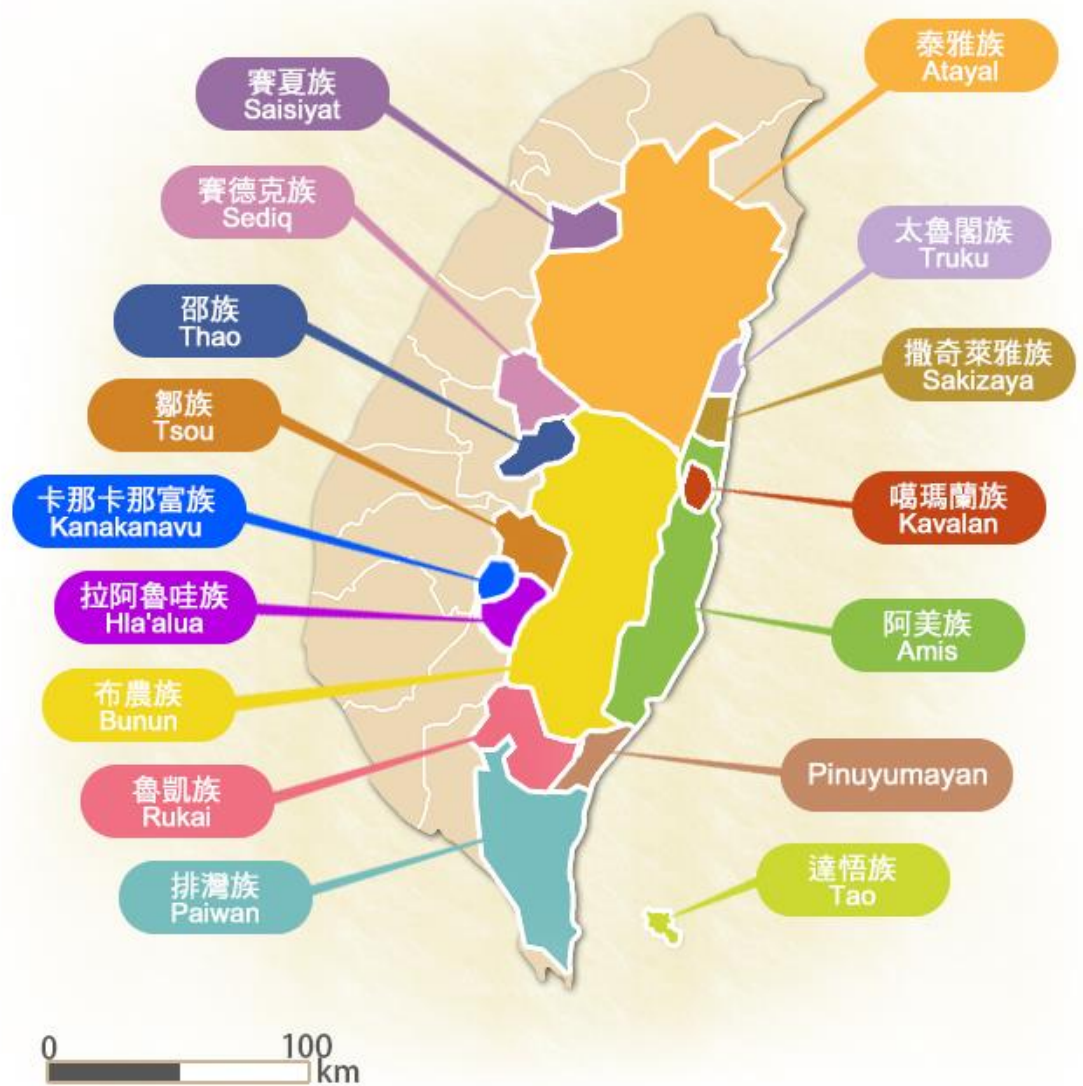 泰雅族
Atayal
賽夏族
Saisiyat
賽德克族
Sediq
太魯閣族
Truku
邵族
Thao
撒奇萊雅族
Sakizaya
鄒族
Tsou
卡那卡那富族
Kanakanavu
噶瑪蘭族
Kavalan
拉阿魯哇族
Hla'alua
阿美族
Amis
布農族
Bunun
魯凱族
Rukai
Pinuyumayan
排灣族
Paiwan
達悟族
Tao
0 100
km